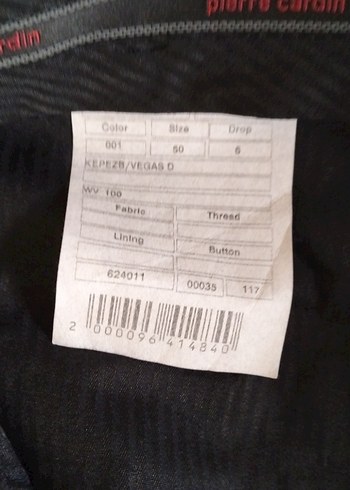 pierre cardin
rdin
Color Size Drop
001 50 6
KEPEZB/VEGAS D
WV 100
Fabric Thread
Lining Button
624011 00035 117
2 000096 414840